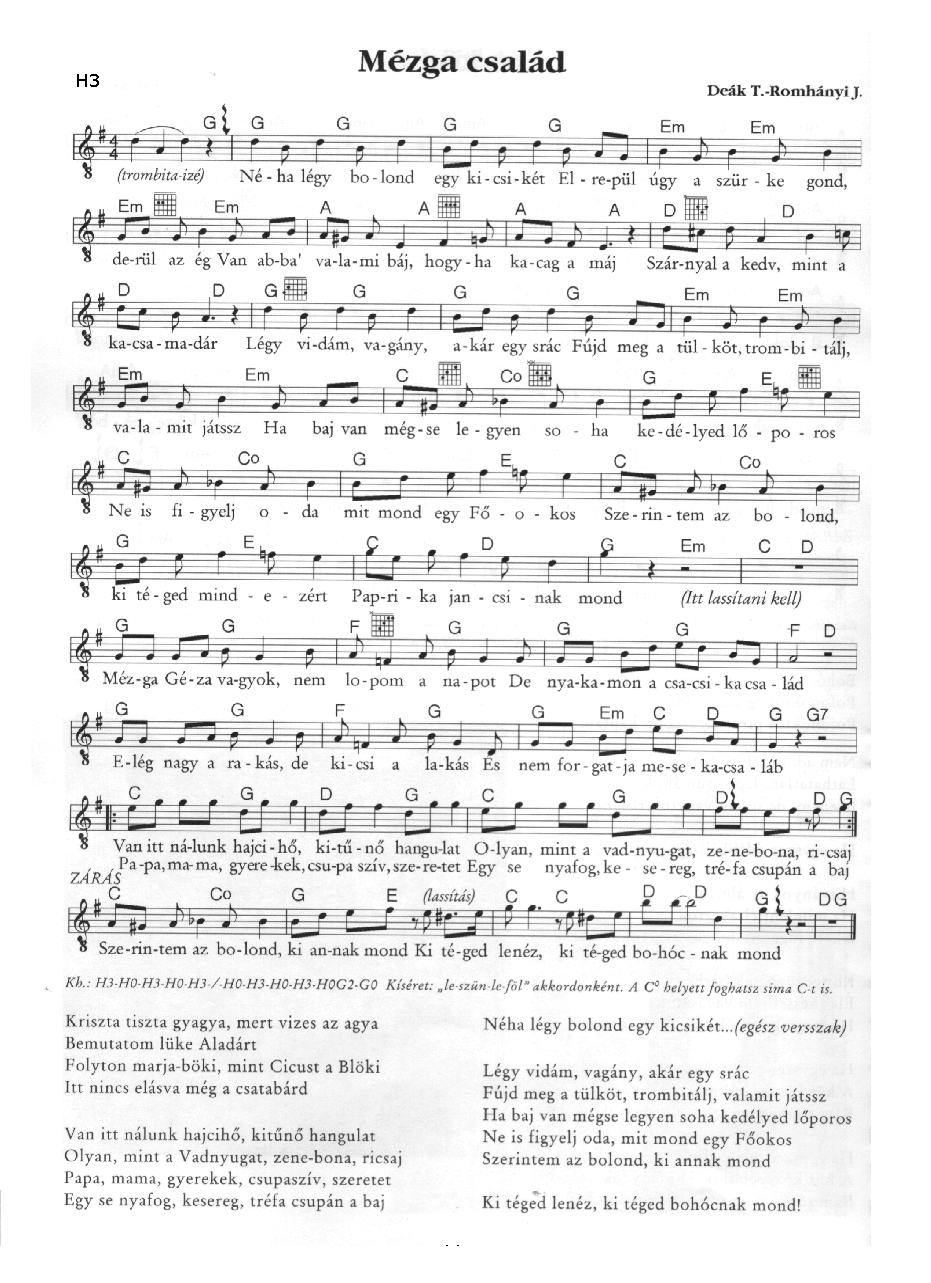 Mézga család
H3
Deák T.-Romhányi J.
G G G G G Em Em
(trombita-izé) Né - ha légy bo - lond egy ki - csi - két El - re - pül úgy a szür - ke gond,
Em Em A A A A D D
de-rül az ég Van ab-ba' va-la-mi báj, hogy-ha ka-cag a máj Szár-nyal a kedv, mint a
D D G G G G Em Em
ka-csa-ma-dár Légy vi-dám, va-gány, a-kár egy srác Fújd meg a tül-köt, trom-bi-tálj,
Em Em C Co G E
va-la-mit játssz Ha baj van még-se le-gyen so - ha ke-dé-lyed lő - po - ros
C Co G E C Co
Ne is fi-gyelj o - da mit mond egy Fő - o - kos Sze-rin-tem az bo - lond,
G E C D G Em C D
ki té-ged mind - e - zért Pap-ri - ka jan - csi - nak mond (Itt lassítani kell)
G G F G G G F D
Méz-ga Gé-za va-gyok, nem lo-pom a na-pot De nya-ka-mon a csa-csi-ka csa-lád
G G F G G Em C D G G7
E-lég nagy a ra-kás, de ki-csi a la-kás És nem for-gat-ja me-se-ka-csa-láb
C G D G C G D D G
Van itt ná-lunk hajci-hő, ki-tű-nő hangu-lat O-lyan, mint a vad-nyu-gat, ze-ne-bo-na, ri-csaj
Pa-pa, ma-ma, gyere-kek, csu-pa szív, sze-re-tet Egy se nyafog, ke - se-reg, tré-fa csupán a baj
ZÁRÁS
C Co G E (lassítás) C C D D G D G
Sze-rin-tem az bo-lond, ki an-nak mond Ki té-ged lenéz, ki té-ged bo-hóc - nak mond
Kb.: H3-H0-H3-H0-H3-/-H0-H3-H0-H3-H0G2-G0 Kíséret: „le-szün-le-föl" akkordonként. A C° helyett foghatsz sima C-t is.
Kriszta tiszta gyagya, mert vizes az agya
Bemutatom lüke Aladárt
Folyton marja-böki, mint Cicust a Blöki
Itt nincs elásva még a csatabárd
Van itt nálunk hajcihő, kitűnő hangulat
Olyan, mint a Vadnyugat, zene-bona, ricsaj
Papa, mama, gyerekek, csupaszív, szeretet
Egy se nyafog, kesereg, tréfa csupán a baj
Néha légy bolond egy kicsikét...(egész versszak)
Légy vidám, vagány, akár egy srác
Fújd meg a tülköt, trombitálj, valamit játssz
Ha baj van mégse legyen soha kedélyed lőporos
Ne is figyelj oda, mit mond egy Főokos
Szerintem az bolond, ki annak mond
Ki téged lenéz, ki téged bohócnak mond!